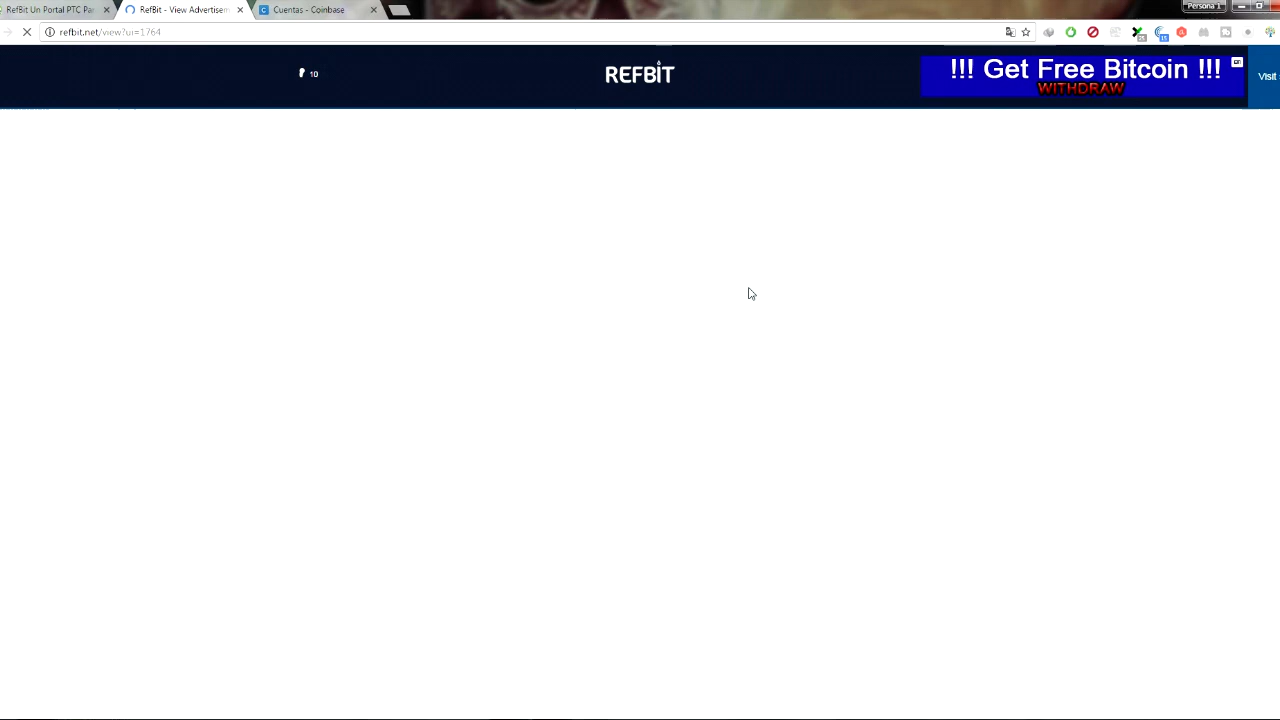 RefBit Un Portal PTC Pa
RefBit - View Advertisem
Cuentas - Coinbase
Persona 1
refbit.net/view?ui=1764
10
REFBIT
!!! Get Free Bitcoin !!!
WITHDRAW
Visit